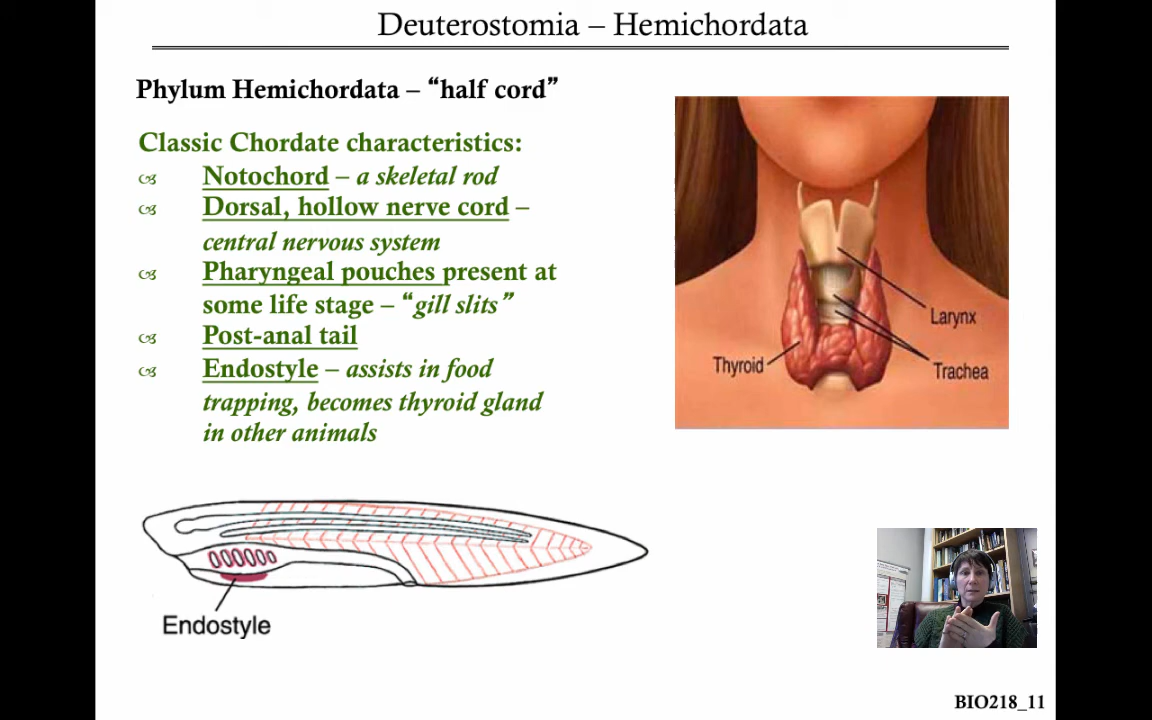 Deuterostomia – Hemichordata
Phylum Hemichordata – “half cord”
Classic Chordate characteristics:
Notochord – a skeletal rod
Dorsal, hollow nerve cord –
central nervous system
Pharyngeal pouches present at
some life stage – “gill slits”
Post-anal tail
Endostyle – assists in food
trapping, becomes thyroid gland
in other animals
Larynx
Thyroid
Trachea
Endostyle
BIO218_11